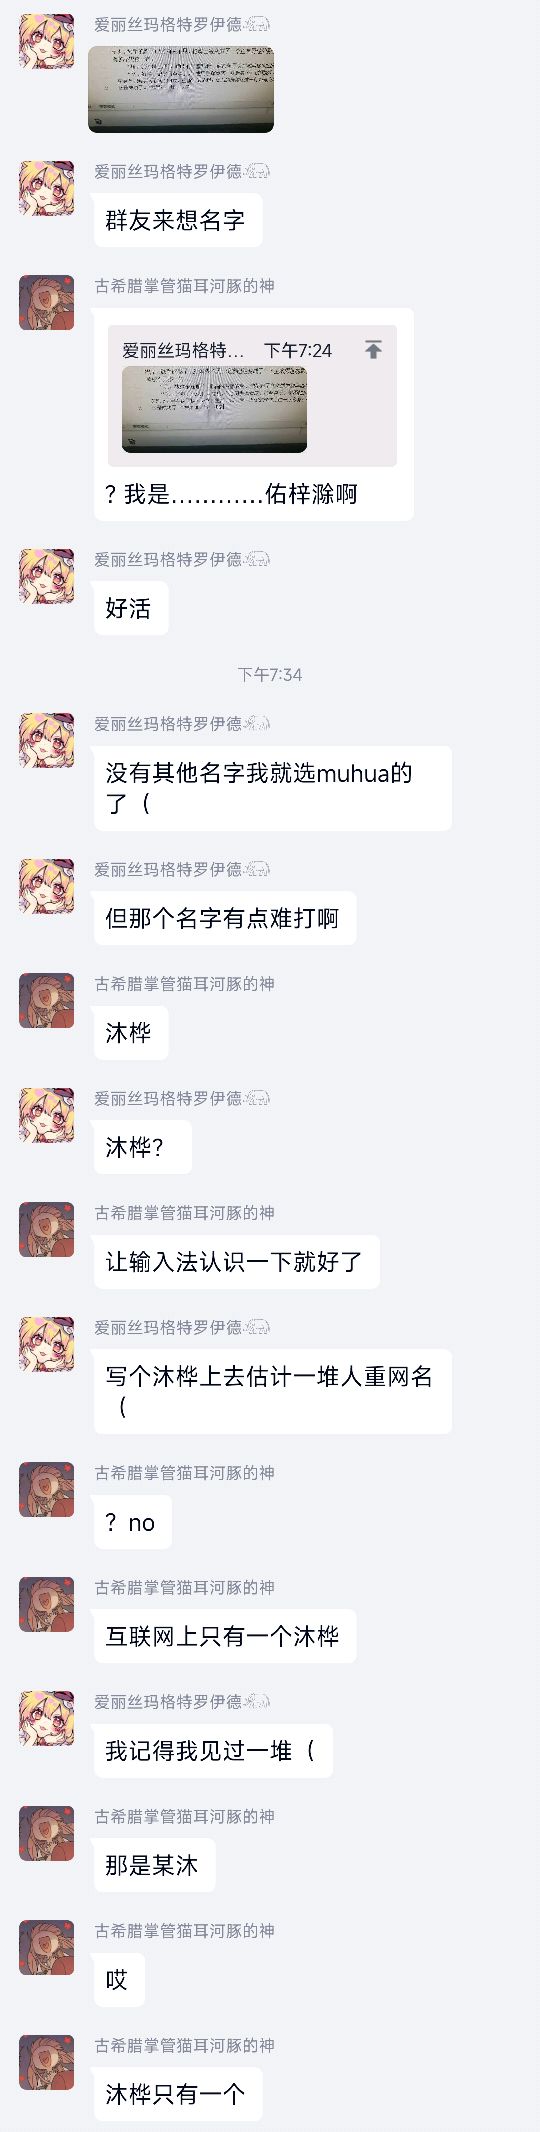 爱丽丝玛格特罗伊德
爱丽丝玛格特罗伊德
群友来想名字
古希腊掌管猫耳河豚的神
爱丽丝玛格特... 下午7:24
？我是…………佑梓滁啊
爱丽丝玛格特罗伊德
好活
下午7:34
爱丽丝玛格特罗伊德
没有其他名字我就选muhua的
了（
爱丽丝玛格特罗伊德
但那个名字有点难打啊
古希腊掌管猫耳河豚的神
沐桦
爱丽丝玛格特罗伊德
沐桦？
古希腊掌管猫耳河豚的神
让输入法认识一下就好了
爱丽丝玛格特罗伊德
写个沐桦上去估计一堆人重网名
（
古希腊掌管猫耳河豚的神
？no
古希腊掌管猫耳河豚的神
互联网上只有一个沐桦
爱丽丝玛格特罗伊德
我记得我见过一堆（
古希腊掌管猫耳河豚的神
那是某沐
古希腊掌管猫耳河豚的神
哎
古希腊掌管猫耳河豚的神
沐桦只有一个